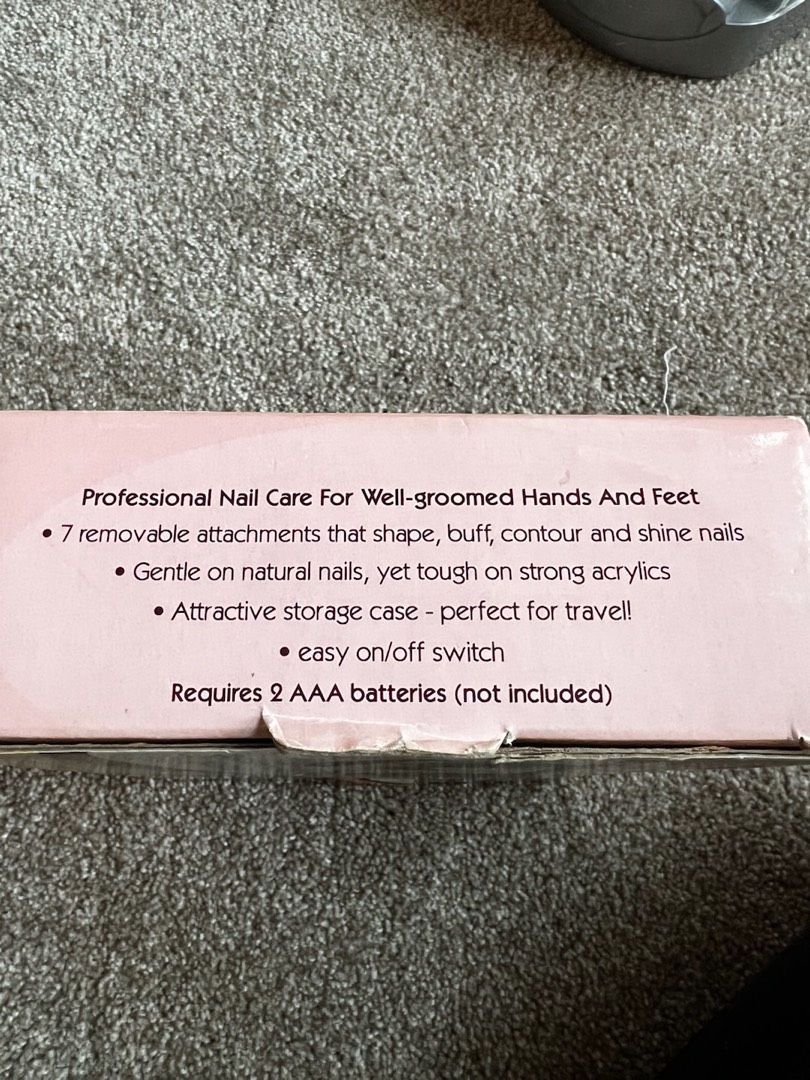 Professional Nail Care For Well-groomed Hands And Feet
• 7 removable attachments that shape, buff, contour and shine nails
• Gentle on natural nails, yet tough on strong acrylics
• Attractive storage case - perfect for travel!
• easy on/off switch
Requires 2 AAA batteries (not included)